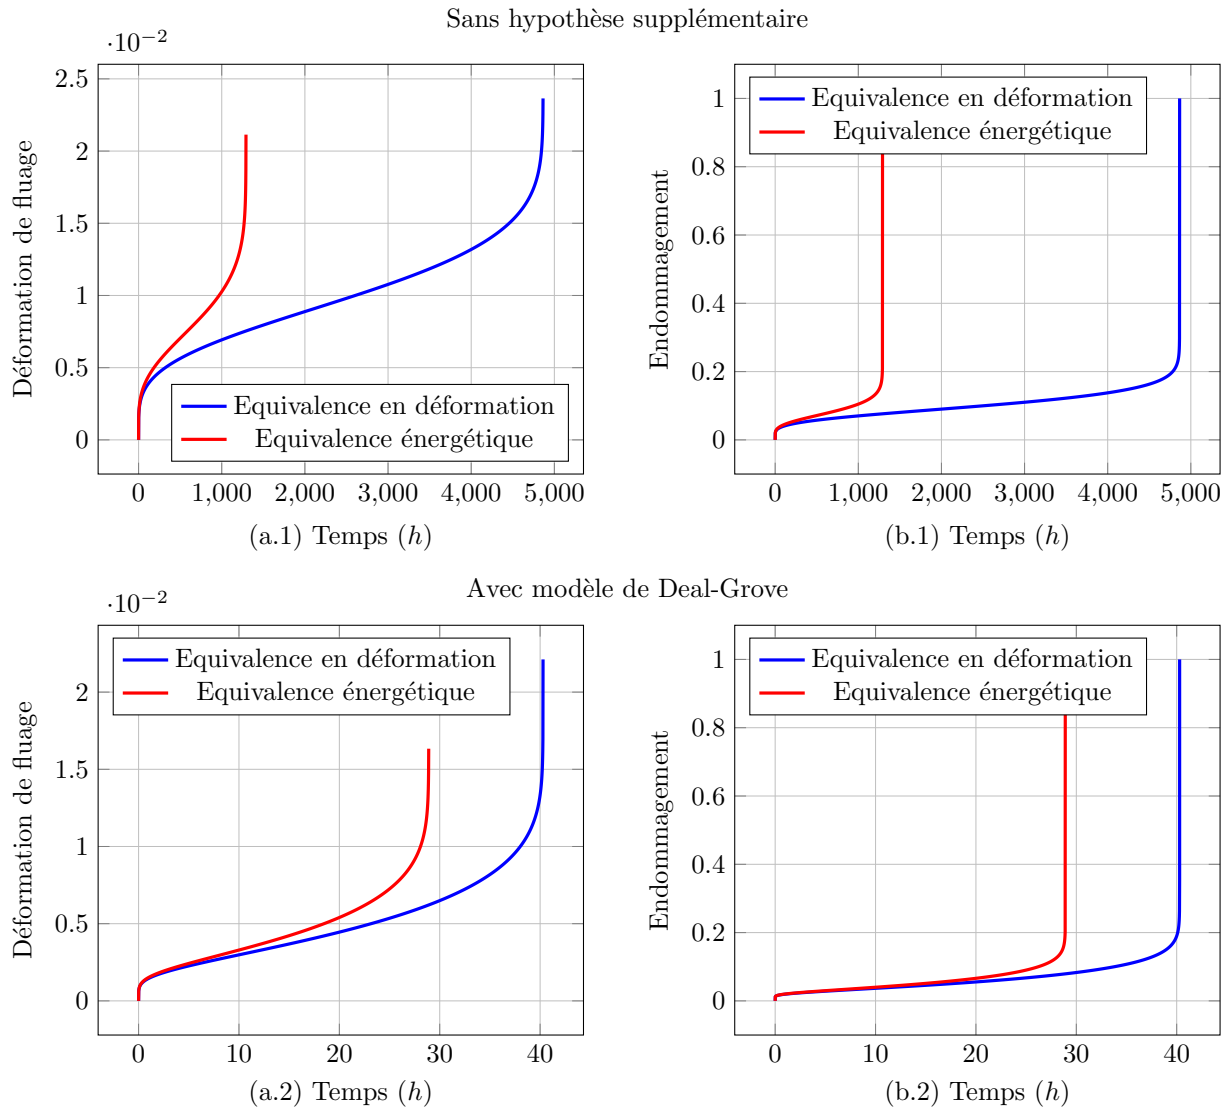 Sans hypothèse supplémentaire
·10⁻²
2.5
2
1.5
1
0.5
0
Déformation de fluage
Equivalence en déformation
Equivalence énergétique
0 1,000 2,000 3,000 4,000 5,000
(a.1) Temps (h)
1
0.8
0.6
0.4
0.2
0
Endommagement
Equivalence en déformation
Equivalence énergétique
0 1,000 2,000 3,000 4,000 5,000
(b.1) Temps (h)
Avec modèle de Deal-Grove
·10⁻²
2
1.5
1
0.5
0
Déformation de fluage
Equivalence en déformation
Equivalence énergétique
0 10 20 30 40
(a.2) Temps (h)
1
0.8
0.6
0.4
0.2
0
Endommagement
Equivalence en déformation
Equivalence énergétique
0 10 20 30 40
(b.2) Temps (h)